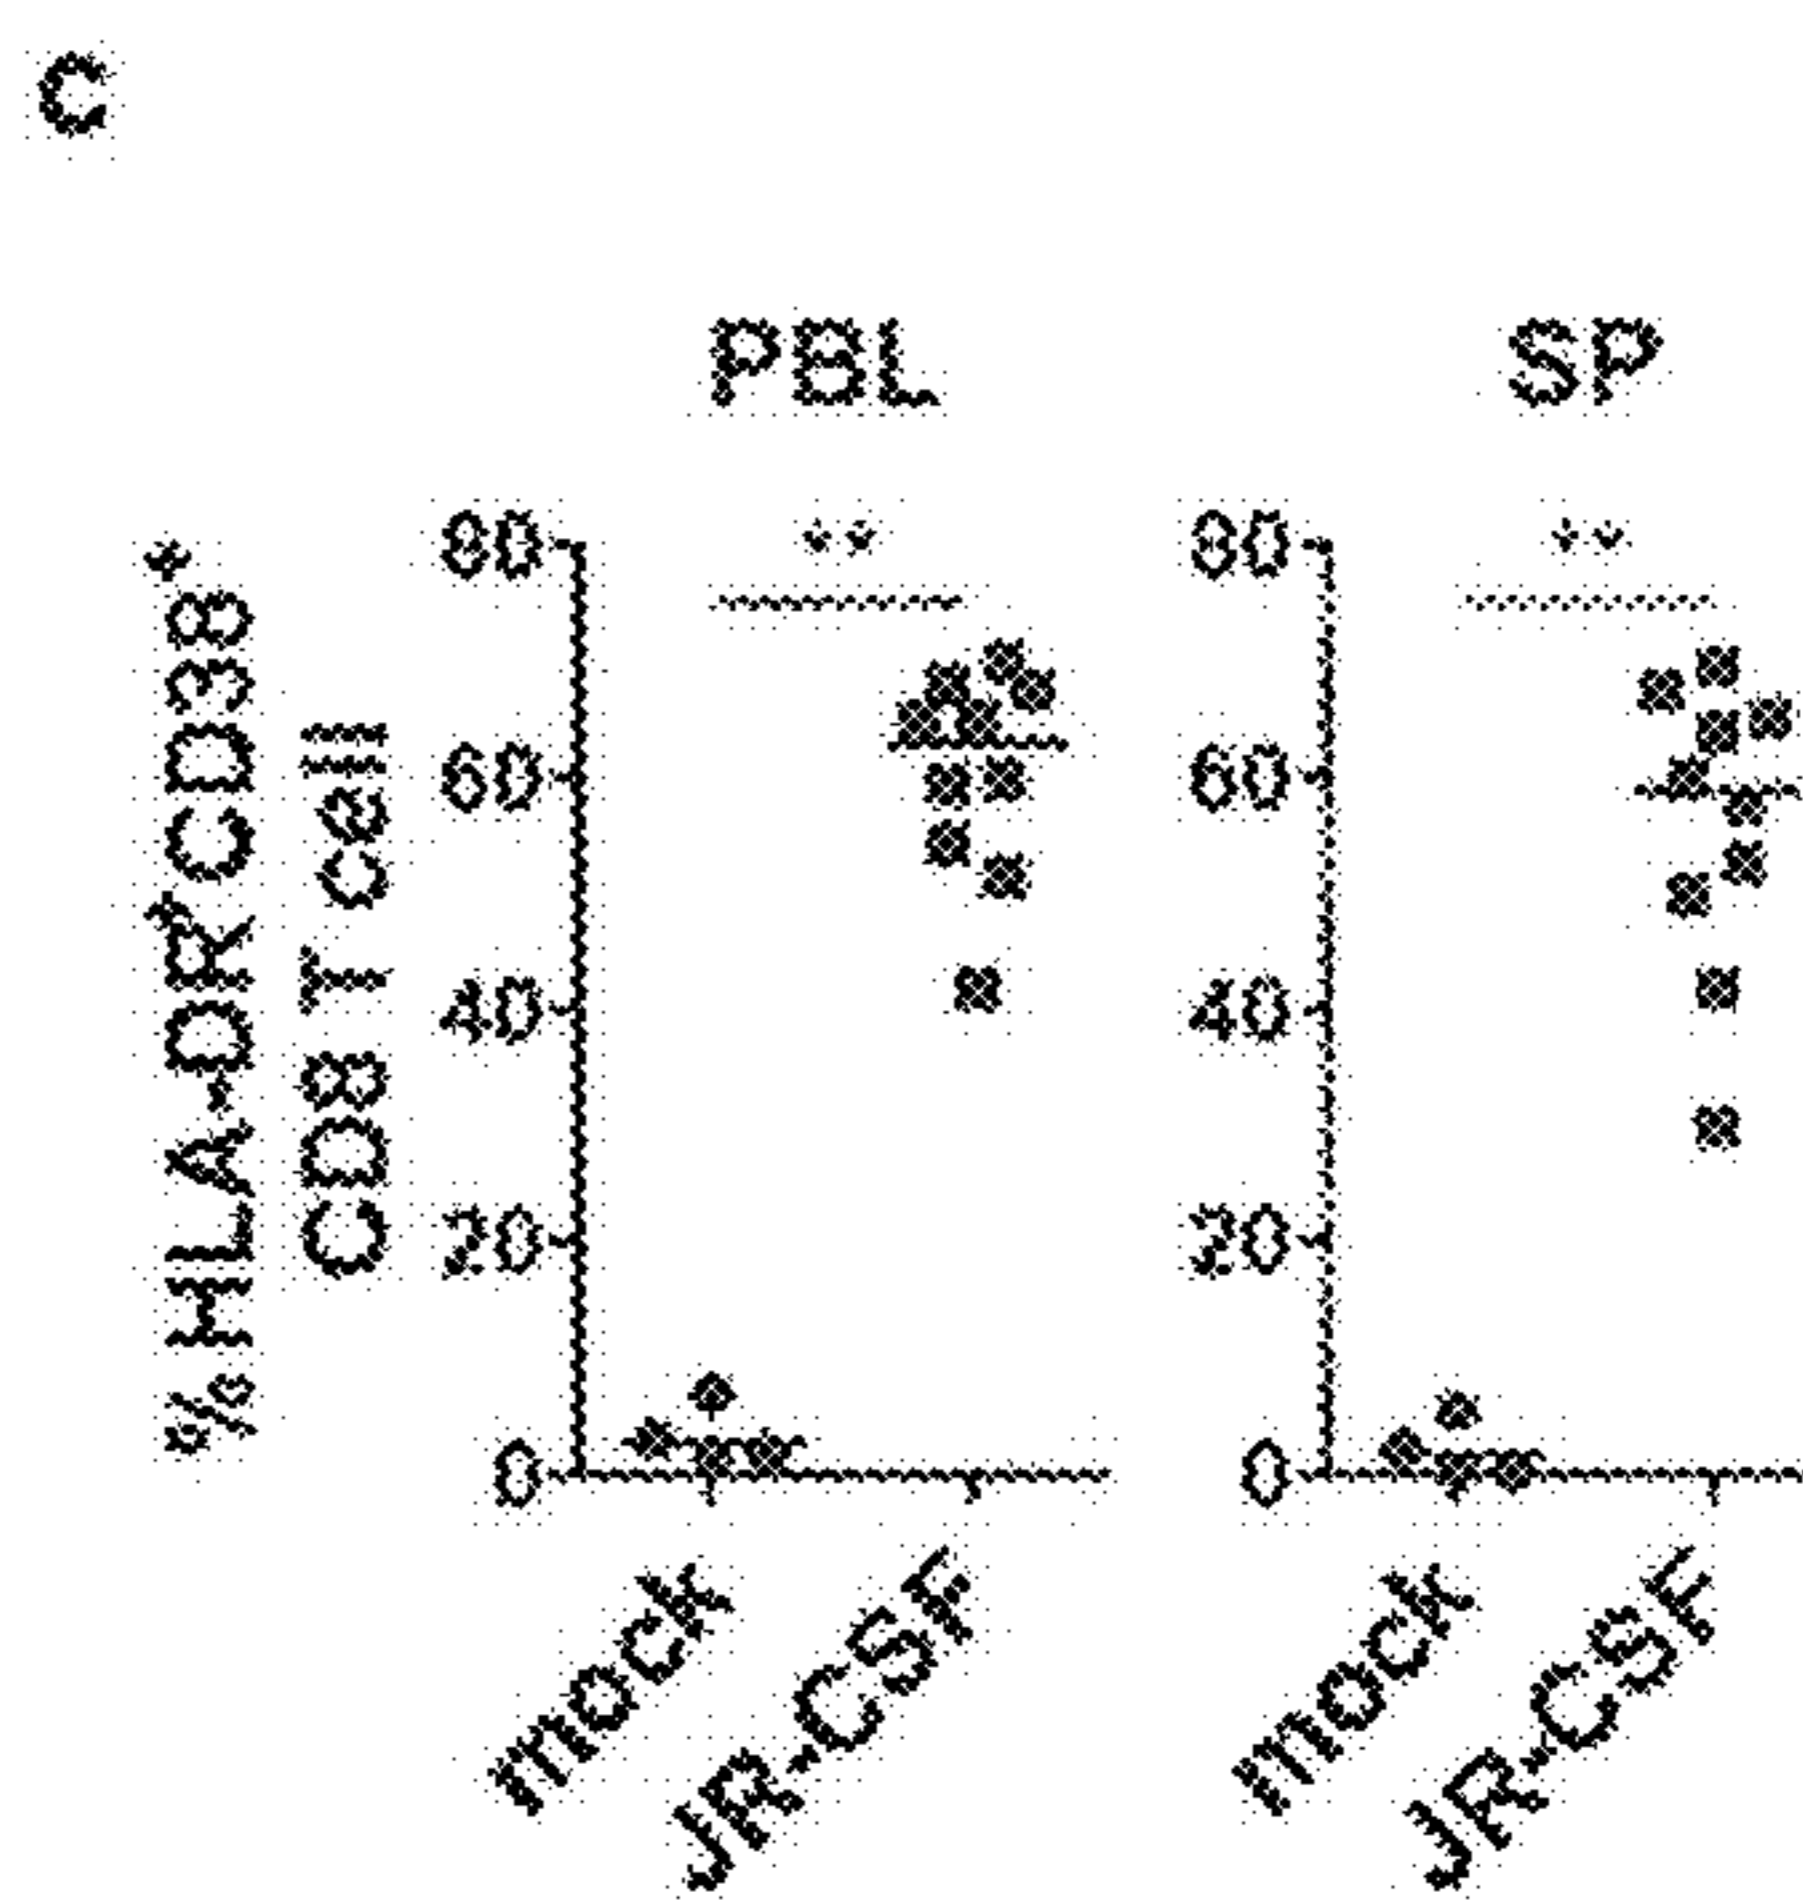 C
PBL
SP
% HLA-DR⁺CD38⁺
CD8 T cell
80
60
40
20
0
**
mock
JR-CSF
80
60
40
20
0
**
mock
JR-CSF